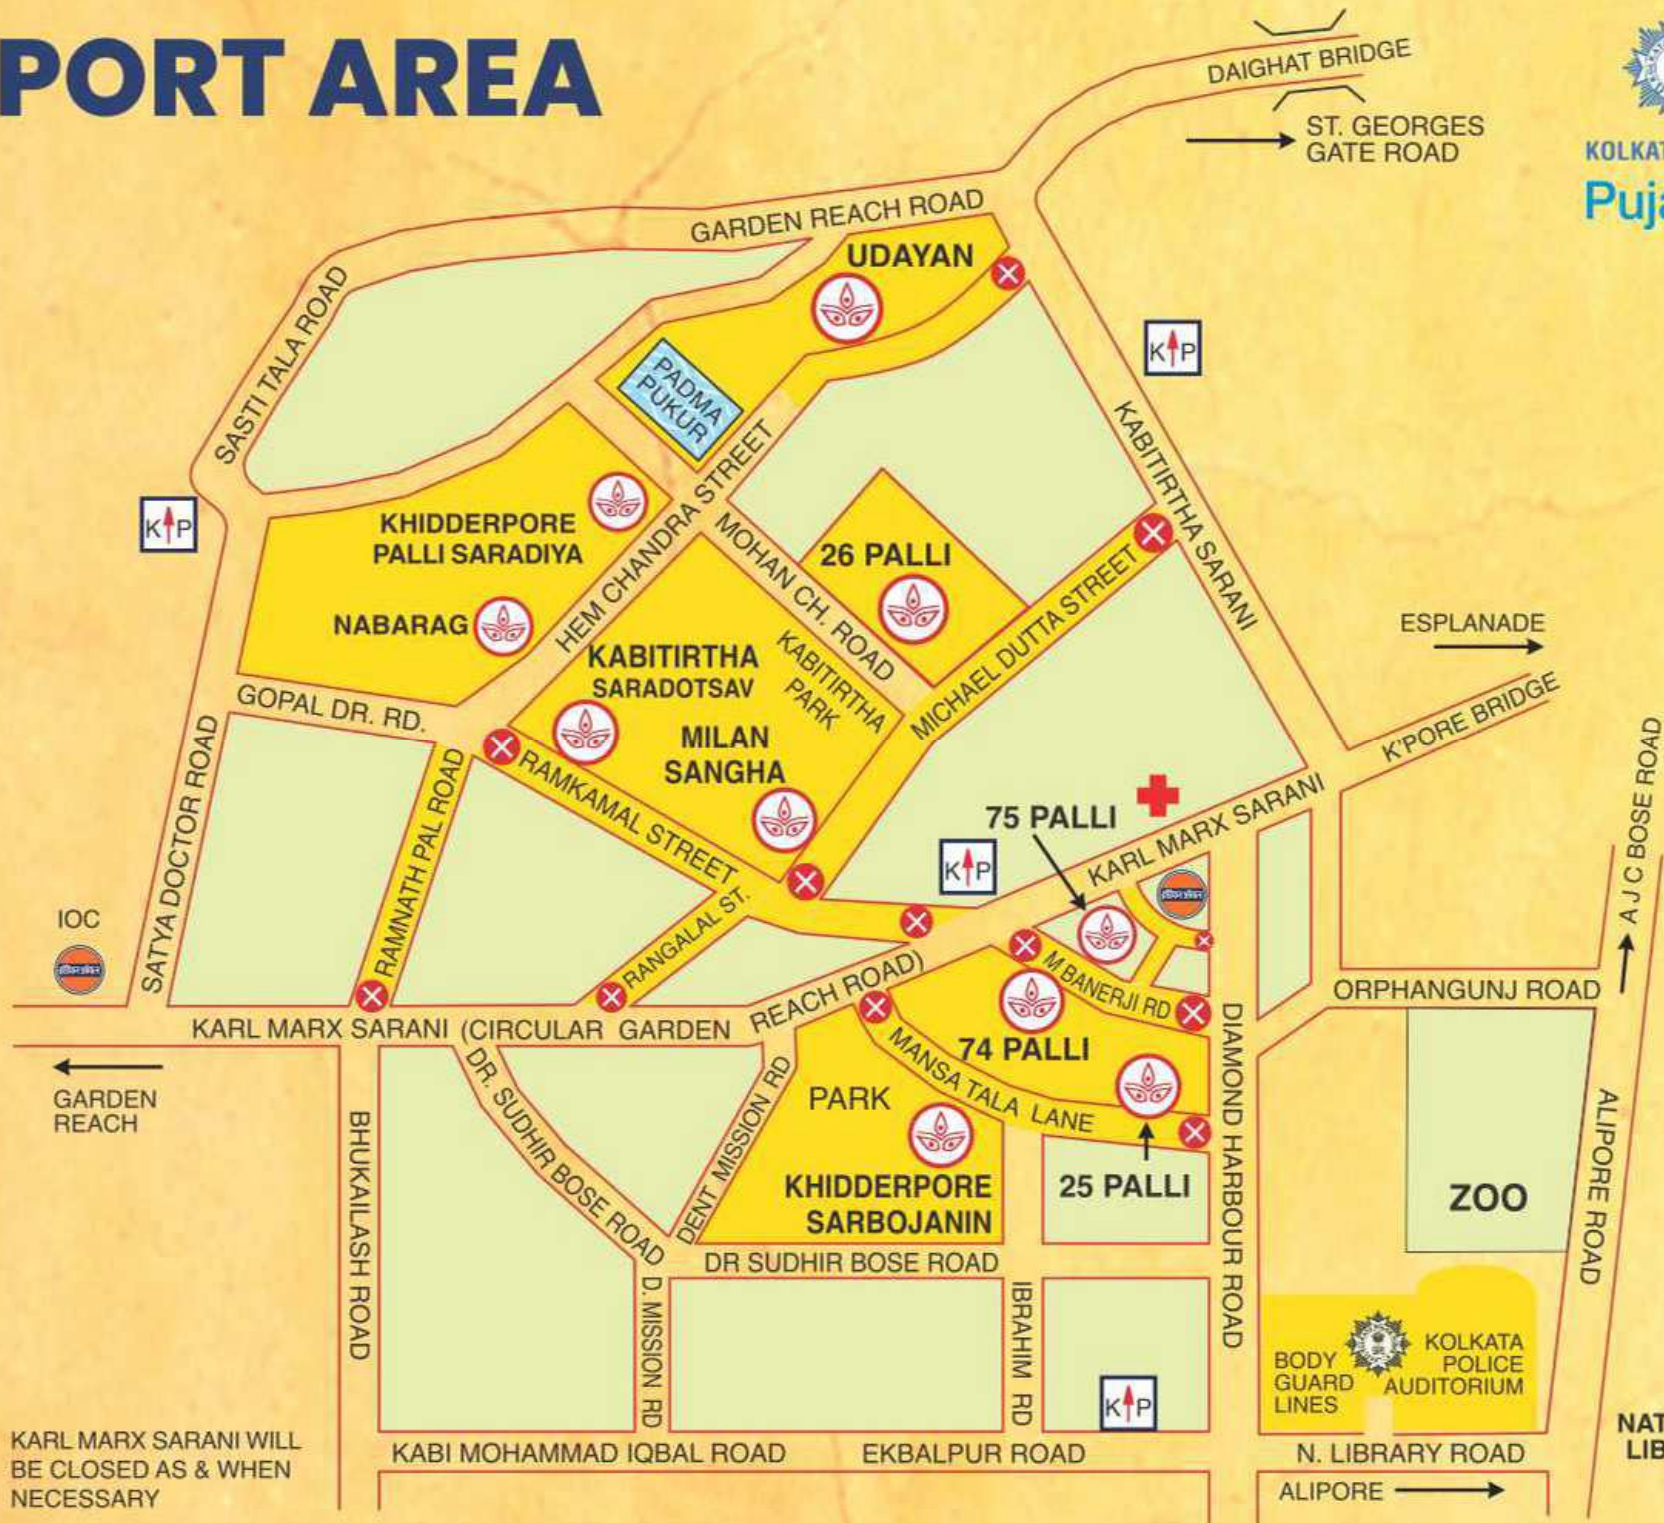 PORT AREA
DAIGHAT BRIDGE
ST. GEORGES
GATE ROAD
KOLKAT
Puja
GARDEN REACH ROAD
UDAYAN
SASTI TALA ROAD
PADMA
PUKUR
K P
K P
KABITIRTHA SARANI
HEM CHANDRA STREET
KHIDDERPORE
PALLI SARADIYA
NABARAG
MOHAN CH. ROAD
26 PALLI
MICHAEL DUTTA STREET
KABITIRTHA
SARADOTSAV
KABITIRTHA
PARK
MILAN
SANGHA
ESPLANADE
K'PORE BRIDGE
GOPAL DR. RD.
SATYA DOCTOR ROAD
RAMNATH PAL ROAD
RAMKAMAL STREET
RANGALAL ST.
75 PALLI
K P
KARL MARX SARANI
A J C BOSE ROAD
IOC
M BANERJI RD
ORPHANGUNJ ROAD
KARL MARX SARANI (CIRCULAR GARDEN REACH ROAD)
GARDEN
REACH
74 PALLI
MANSA TALA LANE
PARK
DENT MISSION RD
DR. SUDHIR BOSE ROAD
BHUKAILASH ROAD
KHIDDERPORE
SARBOJANIN
25 PALLI
DIAMOND HARBOUR ROAD
ZOO
ALIPORE ROAD
DR SUDHIR BOSE ROAD
D. MISSION RD
IBRAHIM RD
K P
BODY
GUARD
LINES
KOLKATA
POLICE
AUDITORIUM
NAT
LIB
KARL MARX SARANI WILL
BE CLOSED AS & WHEN
NECESSARY
KABI MOHAMMAD IQBAL ROAD
EKBALPUR ROAD
N. LIBRARY ROAD
ALIPORE